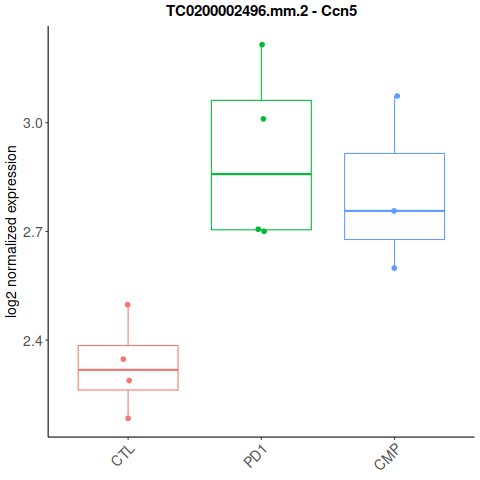 TC0200002496.mm.2 - Ccn5
log2 normalized expression
3.0
2.7
2.4
CTL
PD1
CMP